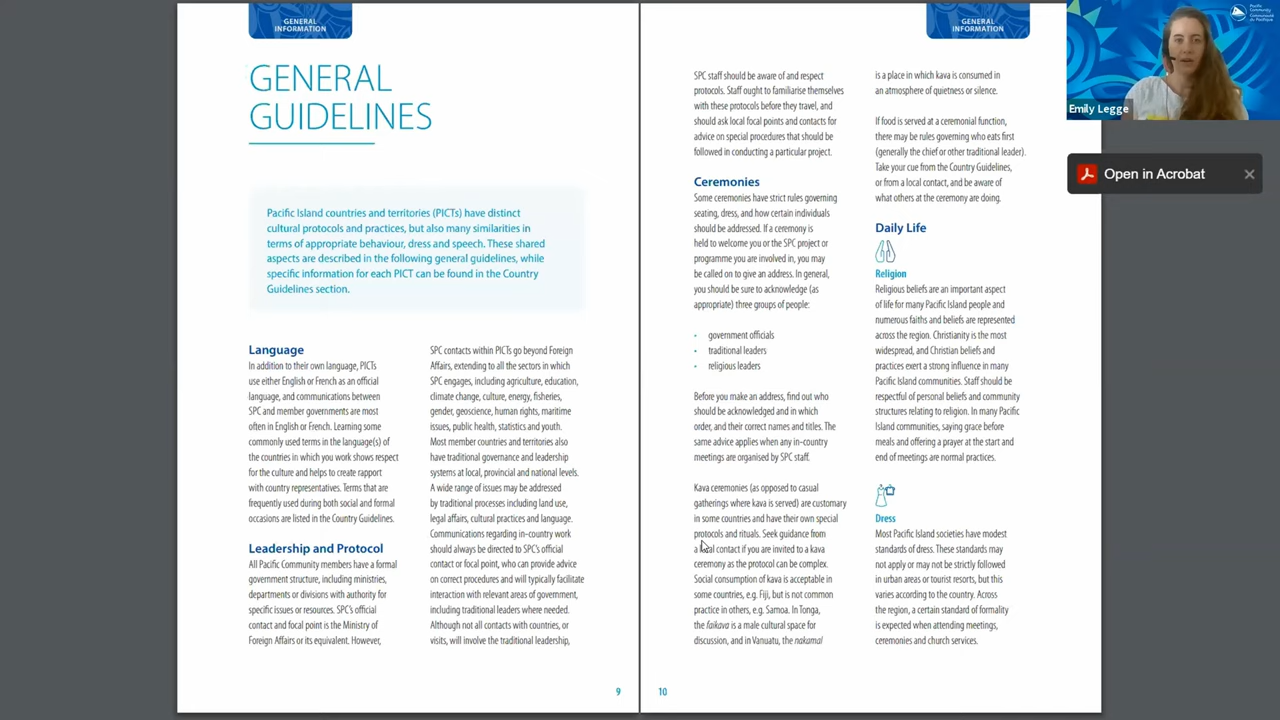 GENERAL
INFORMATION
GENERAL
GUIDELINES
Pacific Island countries and territories (PICTs) have distinct
cultural protocols and practices, but also many similarities in
terms of appropriate behaviour, dress and speech. These shared
aspects are described in the following general guidelines, while
specific information for each PICT can be found in the Country
Guidelines section.
Language
In addition to their own language, PICTs
use either English or French as an official
language, and communications between
SPC and member governments are most
often in English or French. Learning some
commonly used terms in the language(s) of
the countries in which you work shows respect
for the culture and helps to create rapport
with country representatives. Terms that are
frequently used during both social and formal
occasions are listed in the Country Guidelines.
Leadership and Protocol
All Pacific Community members have a formal
government structure, including ministries,
departments or divisions with authority for
specific issues or resources. SPC's official
contact and focal point is the Ministry of
Foreign Affairs or its equivalent. However,
SPC contacts within PICTs go beyond Foreign
Affairs, extending to all the sectors in which
SPC engages, including agriculture, education,
climate change, culture, energy, fisheries,
gender, geoscience, human rights, maritime
issues, public health, statistics and youth.
Most member countries and territories also
have traditional governance and leadership
systems at local, provincial and national levels.
A wide range of issues may be addressed
by traditional processes including land use,
legal affairs, cultural practices and language.
Communications regarding in-country work
should always be directed to SPC's official
contact or focal point, who can provide advice
on correct procedures and will typically facilitate
interaction with relevant areas of government,
including traditional leaders where needed.
Although not all contacts with countries, or
visits, will involve the traditional leadership,
9
GENERAL
INFORMATION
SPC staff should be aware of and respect
protocols. Staff ought to familiarise themselves
with these protocols before they travel, and
should ask local focal points and contacts for
advice on special procedures that should be
followed in conducting a particular project.
Ceremonies
Some ceremonies have strict rules governing
seating, dress, and how certain individuals
should be addressed. If a ceremony is
held to welcome you or the SPC project or
programme you are involved in, you may
be called on to give an address. In general,
you should be sure to acknowledge (as
appropriate) three groups of people:
• government officials
• traditional leaders
• religious leaders
Before you make an address, find out who
should be acknowledged and in which
order, and their correct names and titles. The
same advice applies when any in-country
meetings are organised by SPC staff.
Kava ceremonies (as opposed to casual
gatherings where kava is served) are customary
in some countries and have their own special
protocols and rituals. Seek guidance from
a local contact if you are invited to a kava
ceremony as the protocol can be complex.
Social consumption of kava is acceptable in
some countries, e.g. Fiji, but is not common
practice in others, e.g. Samoa. In Tonga,
the faikava is a male cultural space for
discussion, and in Vanuatu, the nakamal
is a place in which kava is consumed in
an atmosphere of quietness or silence.
If food is served at a ceremonial function,
there may be rules governing who eats first
(generally the chief or other traditional leader).
Take your cue from the Country Guidelines,
or from a local contact, and be aware of
what others at the ceremony are doing.
Daily Life
Religion
Religious beliefs are an important aspect
of life for many Pacific Island people and
numerous faiths and beliefs are represented
across the region. Christianity is the most
widespread, and Christian beliefs and
practices exert a strong influence in many
Pacific Island communities. Staff should be
respectful of personal beliefs and community
structures relating to religion. In many Pacific
Island communities, saying grace before
meals and offering a prayer at the start and
end of meetings are normal practices.
Dress
Most Pacific Island societies have modest
standards of dress. These standards may
not apply or may not be strictly followed
in urban areas or tourist resorts, but this
varies according to the country. Across
the region, a certain standard of formality
is expected when attending meetings,
ceremonies and church services.
10
Pacific
Community
Communauté
du Pacifique
Emily Legge
Open in Acrobat